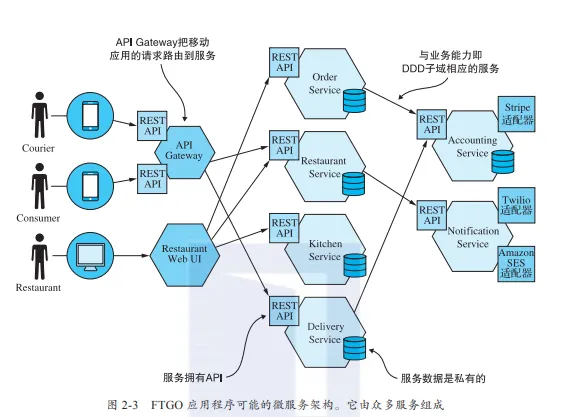 API Gateway把移动
应用的请求路由到服务
与业务能力即
DDD子域相应的服务
REST
API
Order
Service
REST
API
Stripe
适配器
Accounting
Service
REST
API
Courier
REST
API
API
Gateway
REST
API
Restaurant
Service
REST
API
Consumer
Twilio
适配器
REST
API
Notification
Service
Amazon
SES
适配器
REST
API
Kitchen
Service
Restaurant
Web UI
Restaurant
REST
API
Delivery
Service
服务拥有API
服务数据是私有的
图 2-3 FTGO 应用程序可能的微服务架构。它由众多服务组成